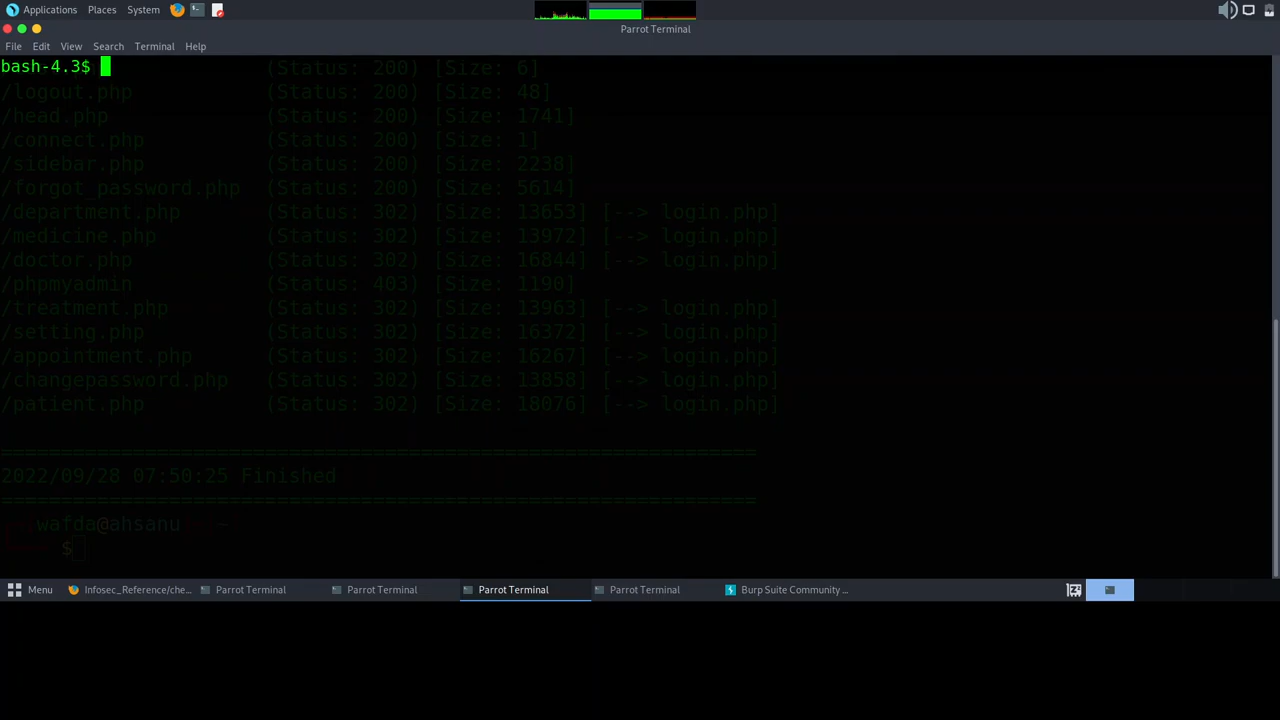 Applications Places System
Parrot Terminal
File Edit View Search Terminal Help
bash-4.3$ (Status: 200) [Size: 6]
/logout.php (Status: 200) [Size: 48]
/head.php (Status: 200) [Size: 1741]
/connect.php (Status: 200) [Size: 1]
/sidebar.php (Status: 200) [Size: 2238]
/forgot_password.php (Status: 200) [Size: 5614]
/department.php (Status: 302) [Size: 13653] [--> login.php]
/medicine.php (Status: 302) [Size: 13972] [--> login.php]
/doctor.php (Status: 302) [Size: 16844] [--> login.php]
/phpmyadmin (Status: 403) [Size: 1190]
/treatment.php (Status: 302) [Size: 13963] [--> login.php]
/setting.php (Status: 302) [Size: 16372] [--> login.php]
/appointment.php (Status: 302) [Size: 16267] [--> login.php]
/changepassword.php (Status: 302) [Size: 13858] [--> login.php]
/patient.php (Status: 302) [Size: 18076] [--> login.php]
===============================================================
2022/09/28 07:50:25 Finished
===============================================================
wafda@ahsanu ~
$
Menu Infosec_Reference/che... Parrot Terminal Parrot Terminal Parrot Terminal Parrot Terminal Burp Suite Community ...